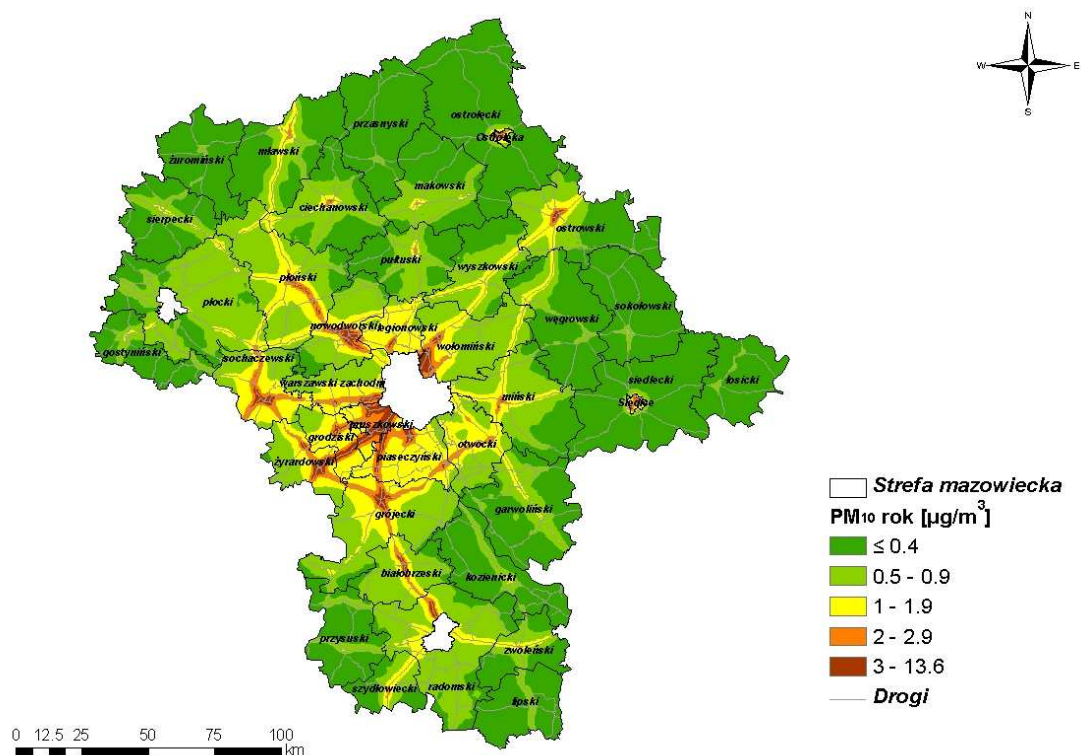 N
W E
S
ostrołęcki
przasnyski
Ostrołęka
mławski
żuromiński
makowski
ciechanowski
sierpecki
ostrowski
pułtuski
wyszkowski
płoński
płocki
sokołowski
węgrowski
nowodworski
legionowski
wołomiński
gostyniński
sochaczewski
warszawski zachodni
siedlecki
łosicki
miński
Siedlce
pruszkowski
grodziski
otwocki
piaseczyński
żyrardowski
garwoliński
grójecki
białobrzeski
kozienicki
przysuski
zwoleński
szydłowiecki
radomski
lipski
Strefa mazowiecka
PM10 rok [µg/m³]
≤ 0.4
0.5 - 0.9
1 - 1.9
2 - 2.9
3 - 13.6
Drogi
0 12.5 25 50 75 100
km